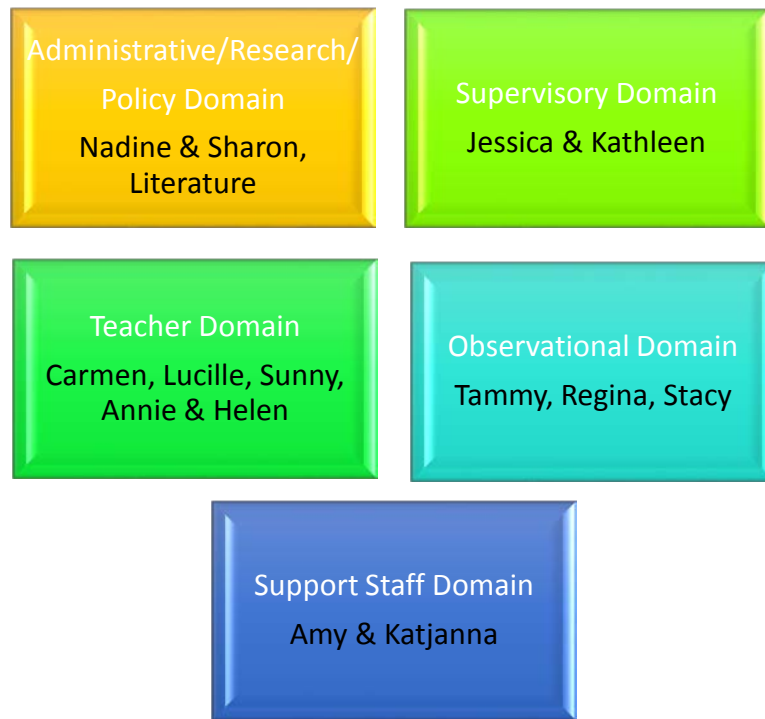 Administrative/Research/
Policy Domain
Nadine & Sharon,
Literature
Supervisory Domain
Jessica & Kathleen
Teacher Domain
Carmen, Lucille, Sunny,
Annie & Helen
Observational Domain
Tammy, Regina, Stacy
Support Staff Domain
Amy & Katjanna